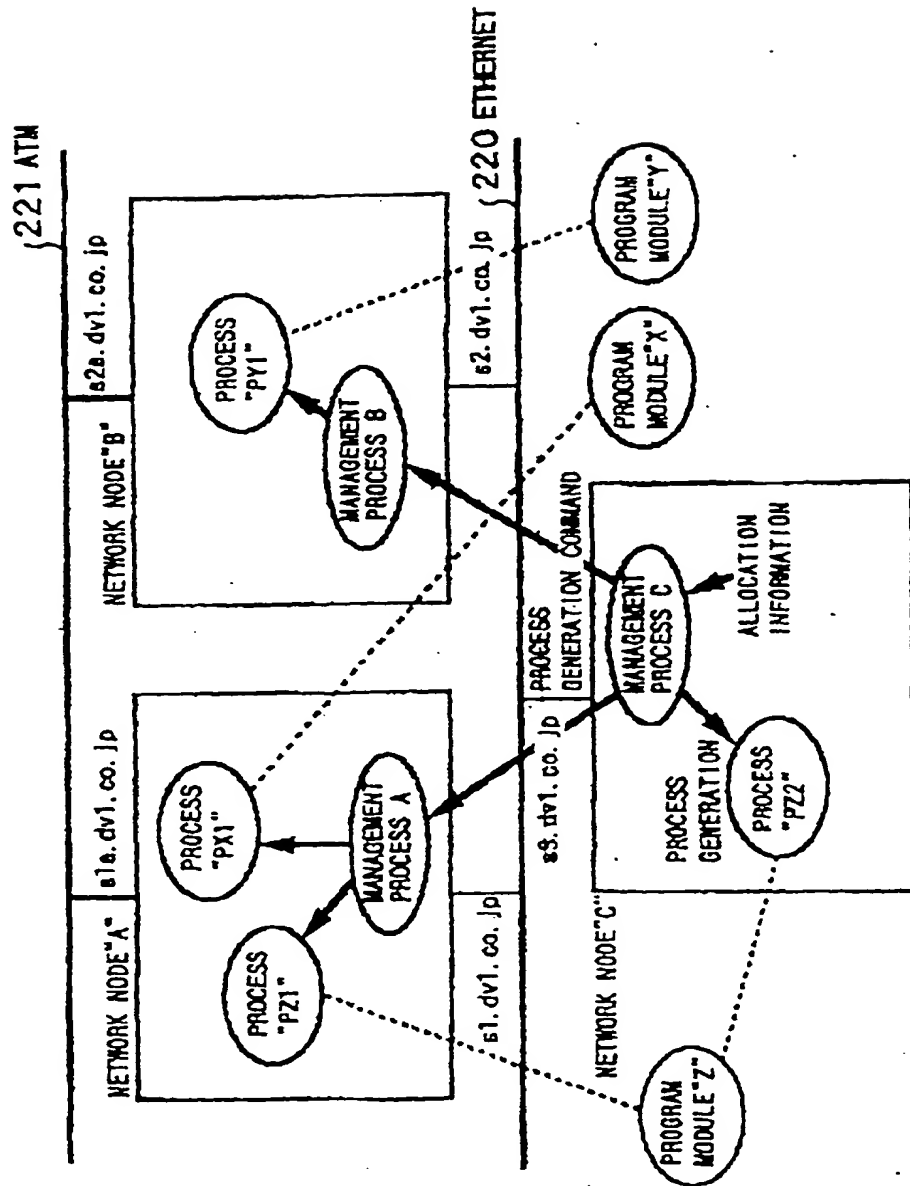 221 ATM
NETWORK NODE"A"
s1a.dv1.co.jp
NETWORK NODE"B"
s2a.dv1.co.jp
PROCESS
"PZ1"
PROCESS
"PX1"
MANAGEMENT
PROCESS A
PROCESS
"PY1"
MANAGEMENT
PROCESS B
s1.dv1.co.jp
s2.dv1.co.jp
220 ETHERNET
s9.dv1.co.jp
PROCESS
GENERATION COMMAND
NETWORK NODE"C"
MANAGEMENT
PROCESS C
PROCESS
GENERATION
PROCESS
"PZ2"
ALLOCATION
INFORMATION
PROGRAM
MODULE"Z"
PROGRAM
MODULE"X"
PROGRAM
MODULE"Y"